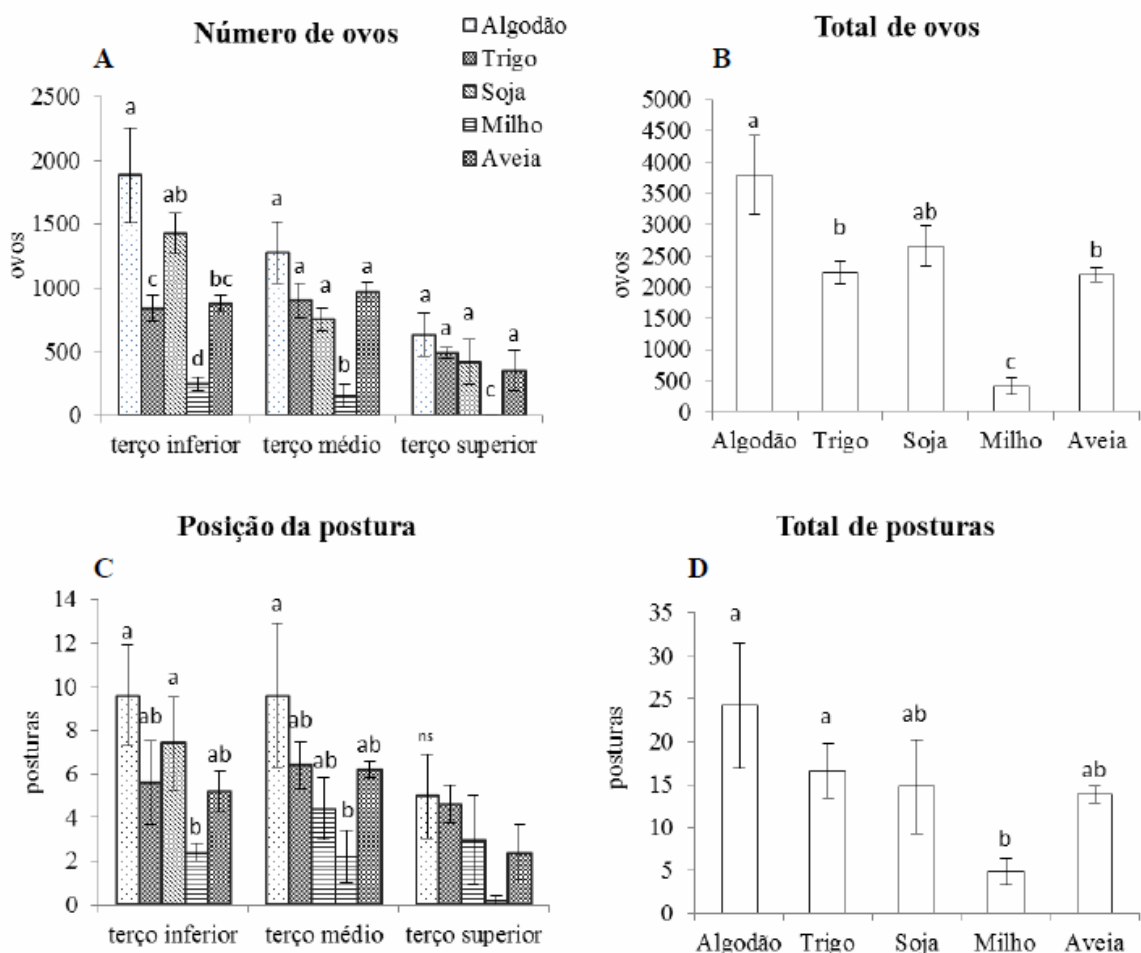 Número de ovos
A
Algodão
Trigo
Soja
Milho
Aveia
ovos
2500
2000
1500
1000
500
0
a
c
ab
d
bc
a
a
a
b
a
a
a
a
c
a
terço inferior
terço médio
terço superior
Total de ovos
B
ovos
5000
4500
4000
3500
3000
2500
2000
1500
1000
500
0
a
b
ab
c
b
Algodão
Trigo
Soja
Milho
Aveia
Posição da postura
C
posturas
14
12
10
8
6
4
2
0
a
ab
a
b
ab
a
ab
ab
b
ab
ns
terço inferior
terço médio
terço superior
Total de posturas
D
posturas
35
30
25
20
15
10
5
0
a
a
ab
b
ab
Algodão
Trigo
Soja
Milho
Aveia